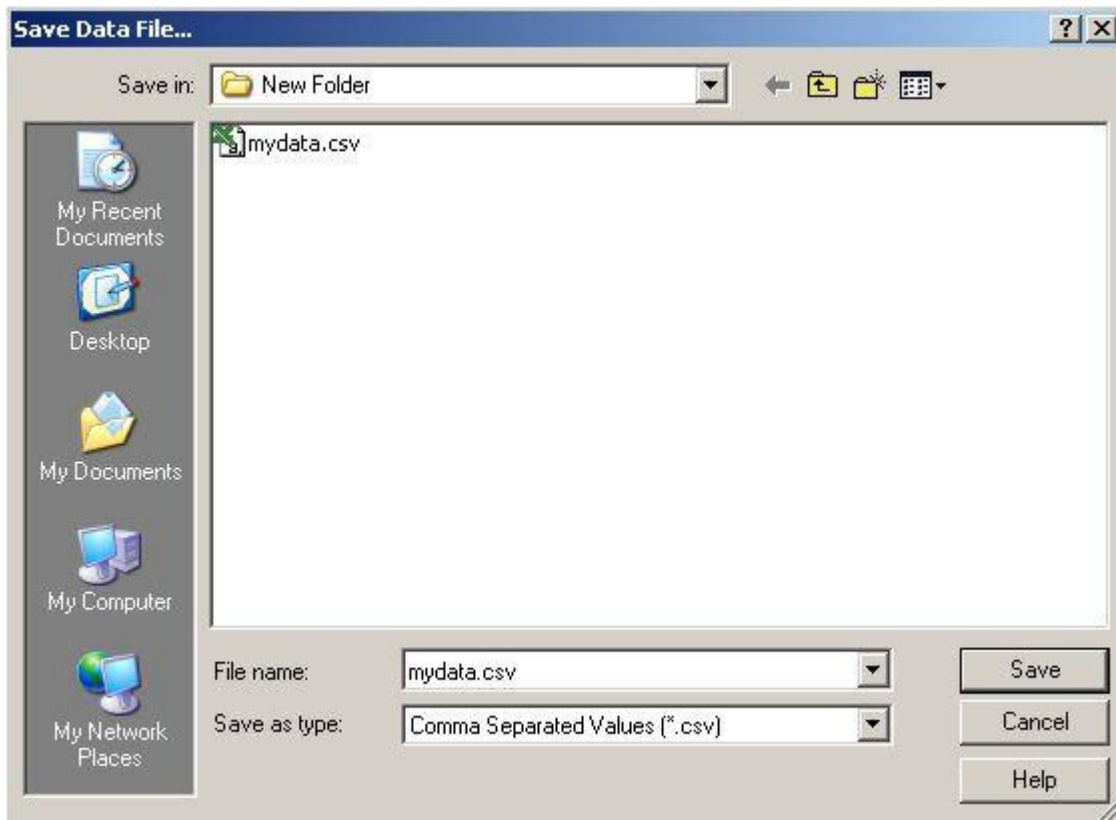 Save Data File...
Save in:
New Folder
mydata.csv
My Recent
Documents
Desktop
My Documents
My Computer
My Network
Places
File name:
mydata.csv
Save
Save as type:
Comma Separated Values (*.csv)
Cancel
Help